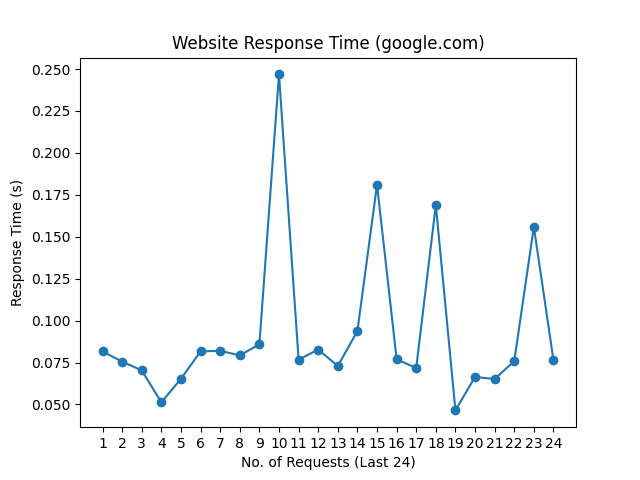 Website Response Time (google.com)
0.250
0.225
0.200
0.175
0.150
0.125
0.100
0.075
0.050
Response Time (s)
1 2 3 4 5 6 7 8 9 10 11 12 13 14 15 16 17 18 19 20 21 22 23 24
No. of Requests (Last 24)